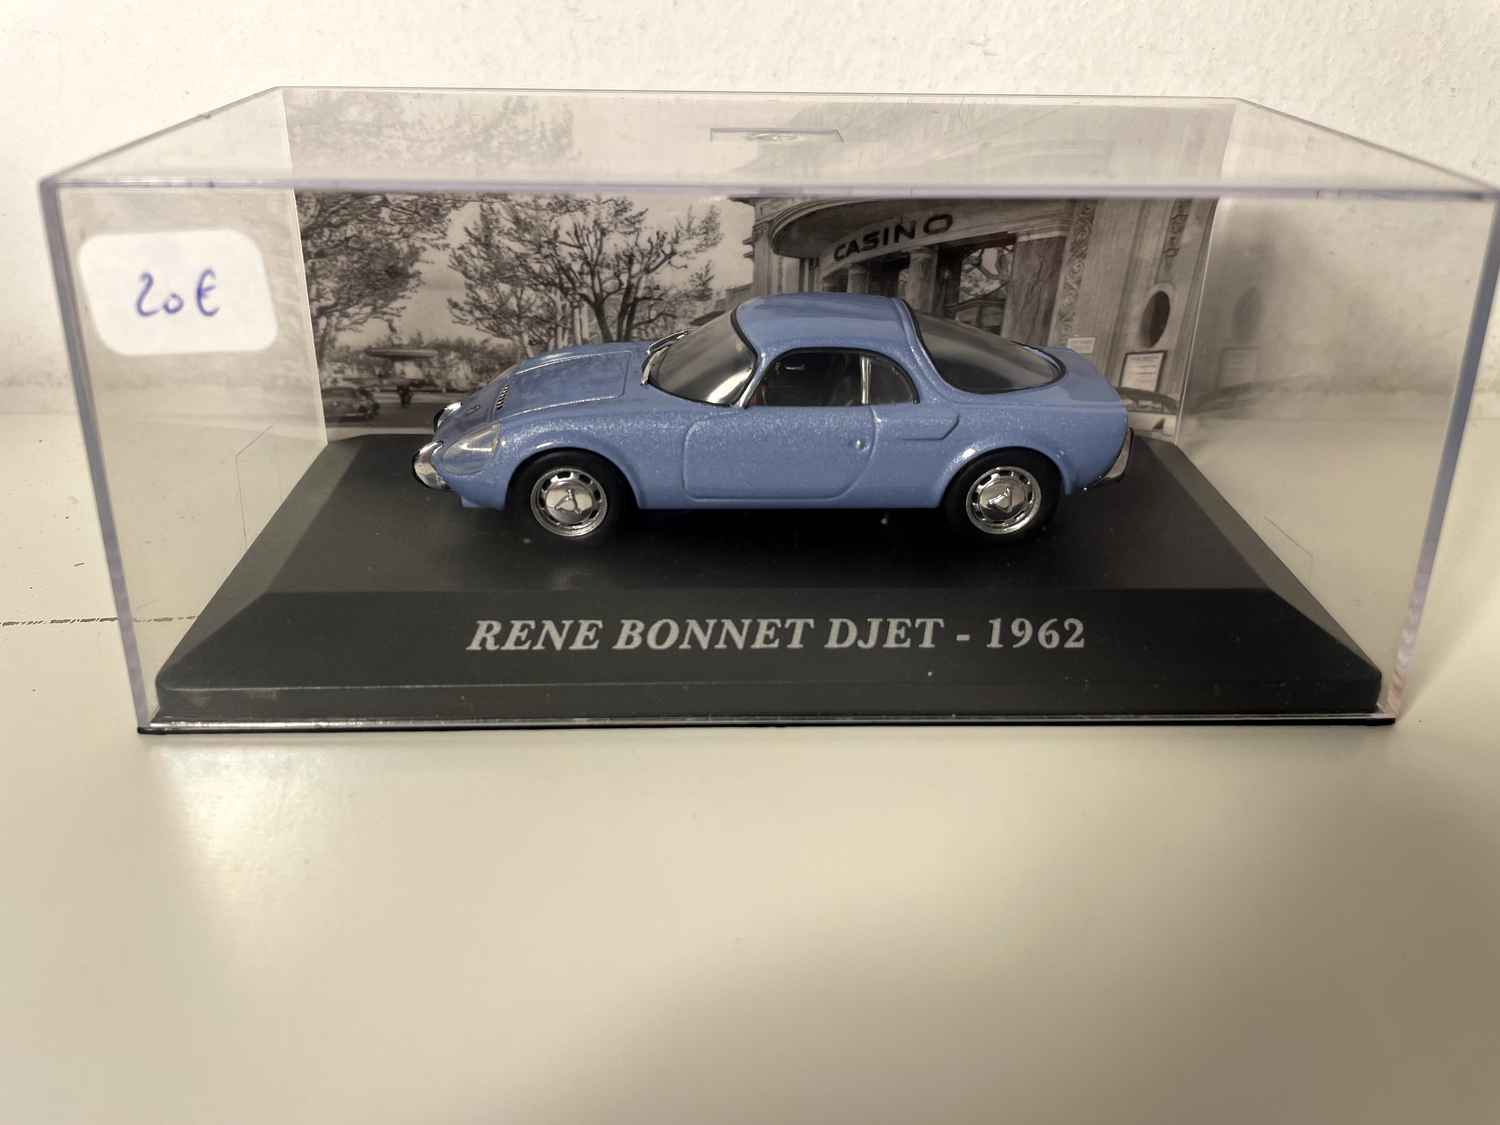 CASINO
20€
RENE BONNET DJET - 1962